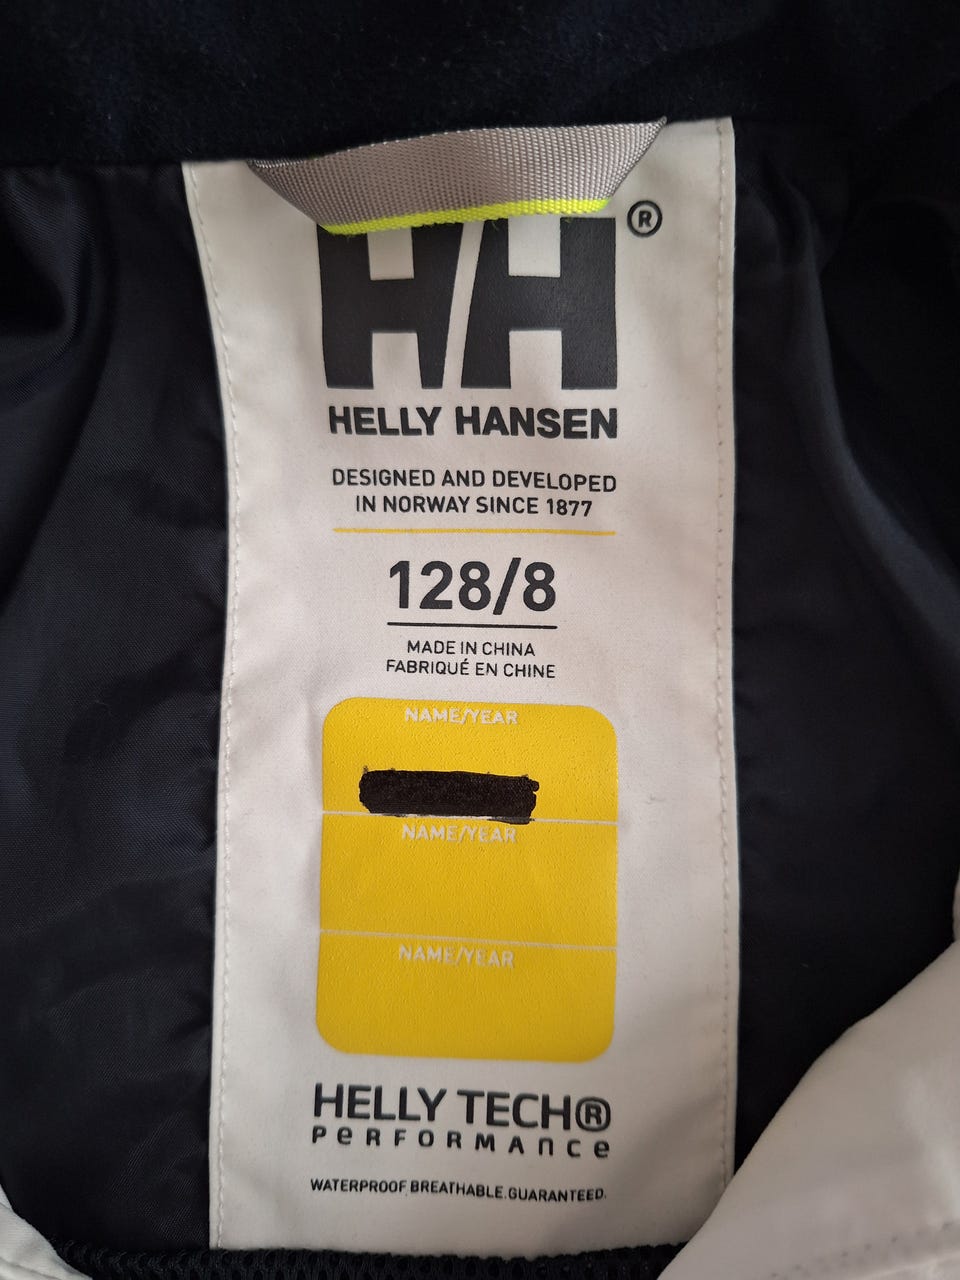 HH®
HELLY HANSEN
DESIGNED AND DEVELOPED
IN NORWAY SINCE 1877
128/8
MADE IN CHINA
FABRIQUÉ EN CHINE
NAME/YEAR
NAME/YEAR
NAME/YEAR
HELLY TECH®
PERFORMANCE
WATERPROOF.BREATHABLE.GUARANTEED.